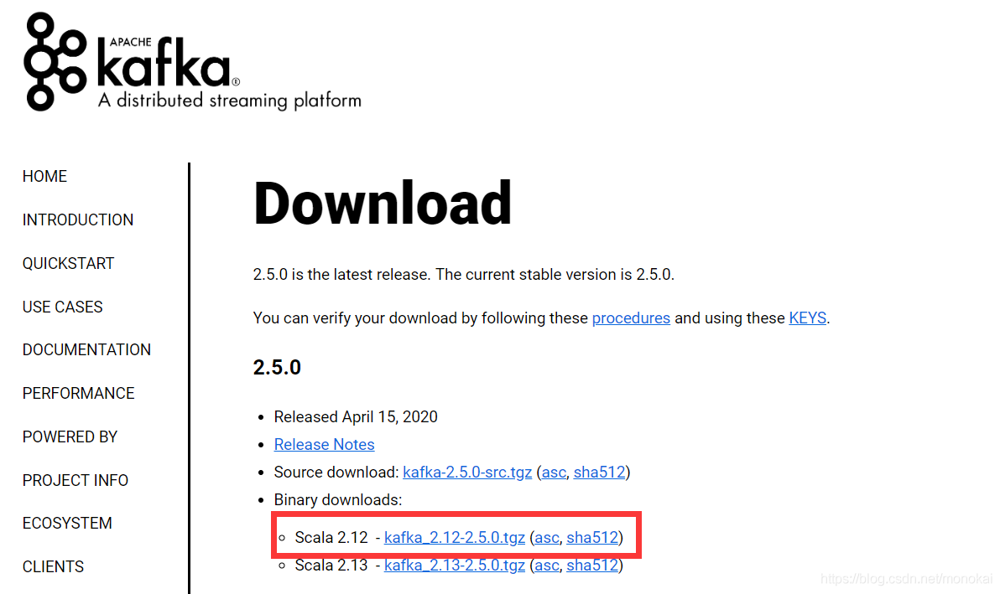 APACHE
kafka®
A distributed streaming platform
HOME
INTRODUCTION
QUICKSTART
USE CASES
DOCUMENTATION
PERFORMANCE
POWERED BY
PROJECT INFO
ECOSYSTEM
CLIENTS
Download
2.5.0 is the latest release. The current stable version is 2.5.0.
You can verify your download by following these procedures and using these KEYS.
2.5.0
• Released April 15, 2020
• Release Notes
• Source download: kafka-2.5.0-src.tgz (asc, sha512)
• Binary downloads:
◦ Scala 2.12 - kafka_2.12-2.5.0.tgz (asc, sha512)
◦ Scala 2.13 - kafka_2.13-2.5.0.tgz (asc, sha512)
https://blog.csdn.net/monokai